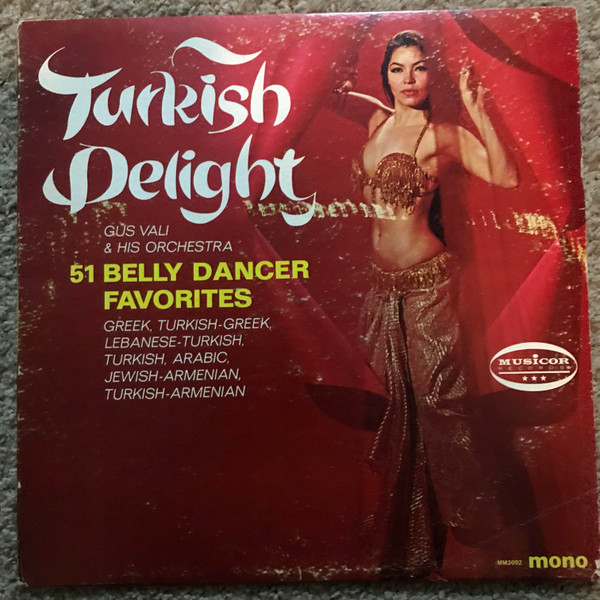 Turkish
Delight
GUS VALI
& HIS ORCHESTRA
51 BELLY DANCER
FAVORITES
GREEK, TURKISH-GREEK,
LEBANESE-TURKISH,
TURKISH, ARABIC,
JEWISH-ARMENIAN,
TURKISH-ARMENIAN
MUSICOR
RECORDS
MM3092 mono